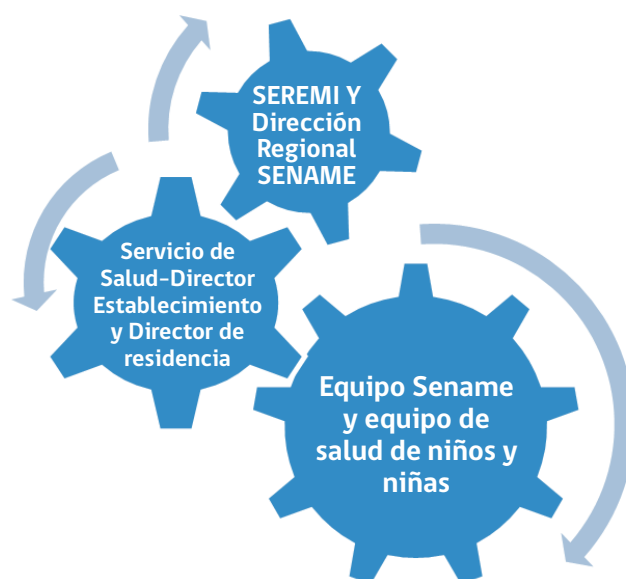 SEREMI Y
Dirección
Regional
SENAME
Servicio de
Salud-Director
Establecimiento
y Director de
residencia
Equipo Sename
y equipo de
salud de niños y
niñas